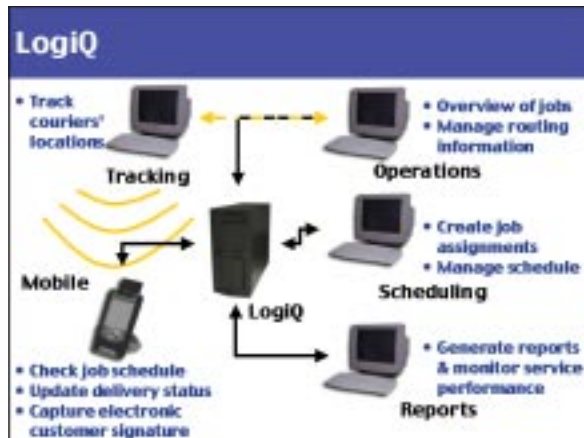 LogiQ
• Track
couriers'
locations
Tracking
• Overview of jobs
• Manage routing
information
Operations
Mobile
LogiQ
• Create job
assignments
• Manage schedule
Scheduling
• Check job schedule
• Update delivery status
• Capture electronic
customer signature
• Generate reports
& monitor service
performance
Reports